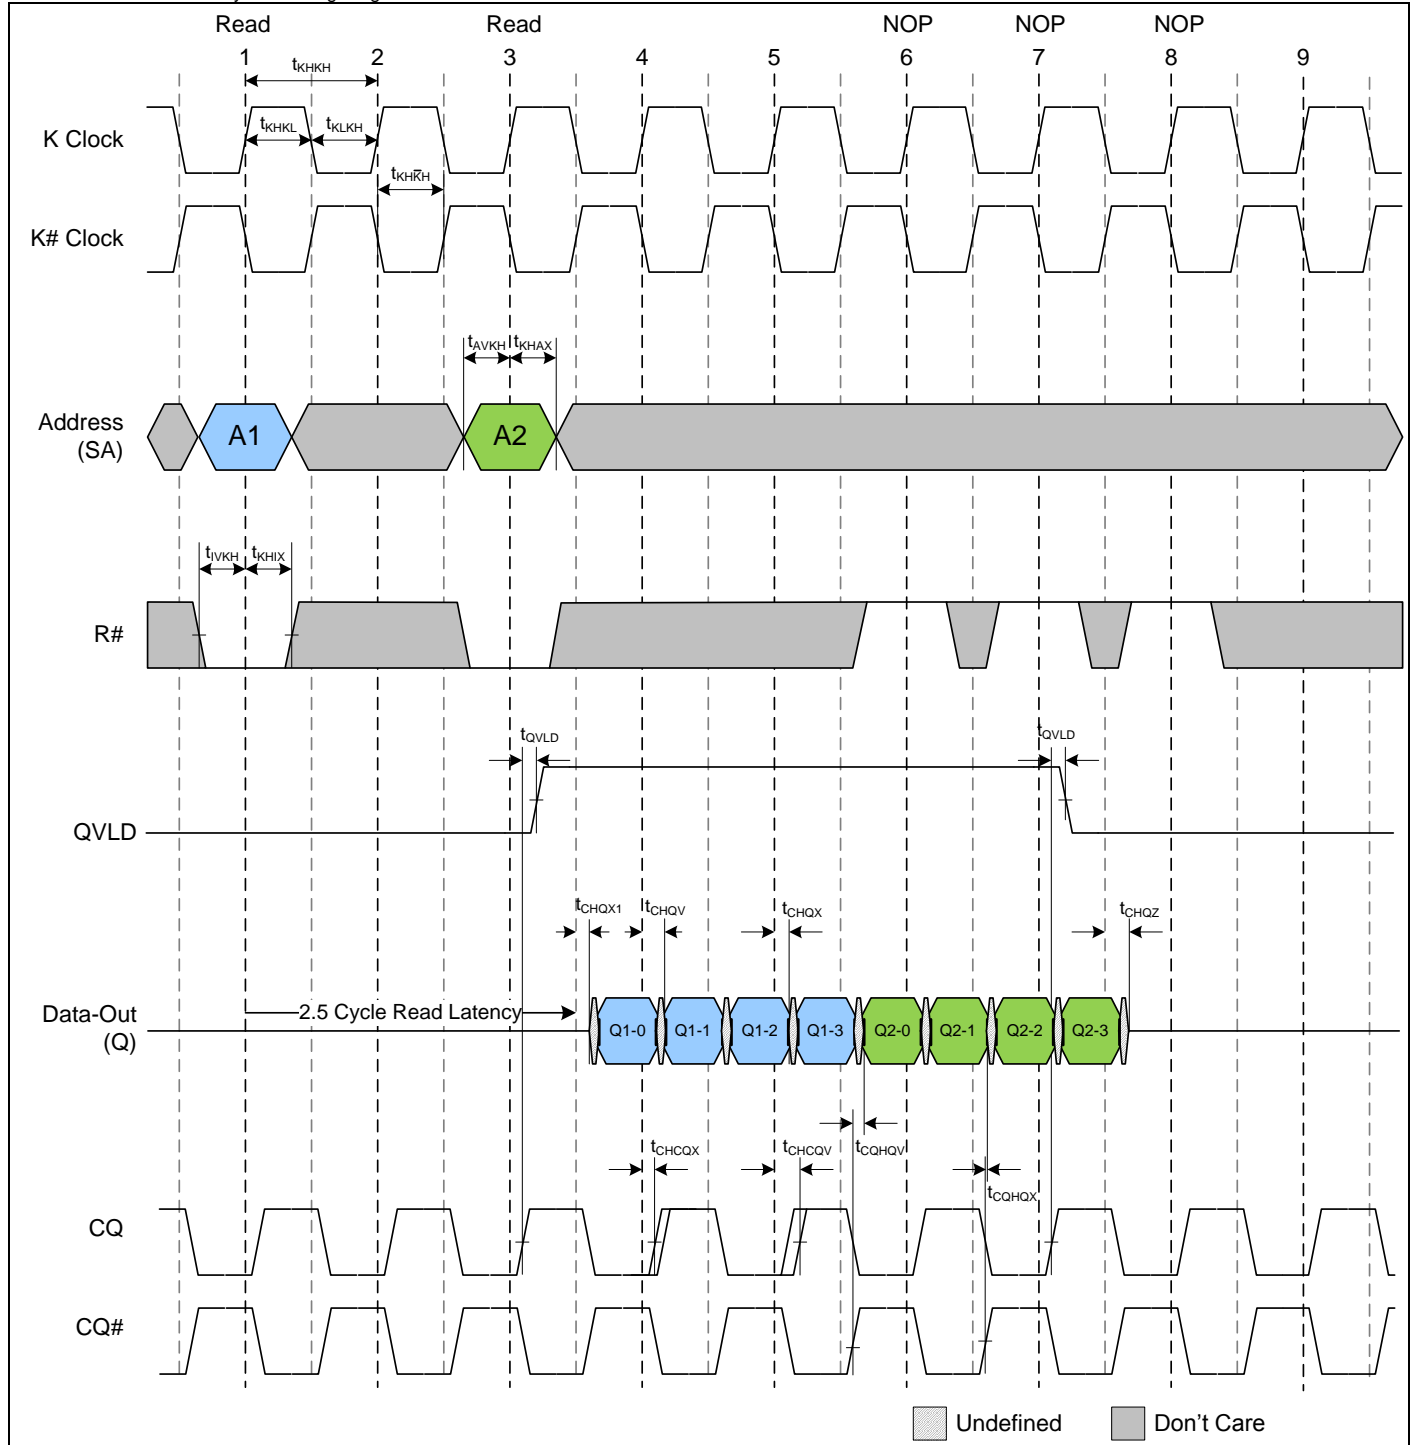 Read Read NOP NOP NOP
1 2 3 4 5 6 7 8 9
tKHKH
K Clock
tKHKL tKLKH
tKHK̅H
K# Clock
tAVKH tKHAX
Address
(SA)
A1 A2
tIVKH tKHIX
R#
tQVLD tQVLD
QVLD
tCHQX1 tCHQV tCHQX tCHQZ
Data-Out
(Q)
2.5 Cycle Read Latency
Q1-0 Q1-1 Q1-2 Q1-3 Q2-0 Q2-1 Q2-2 Q2-3
tCHCQX tCHCQV tCQHQV
tCQHQX
CQ
CQ#
Undefined Don't Care